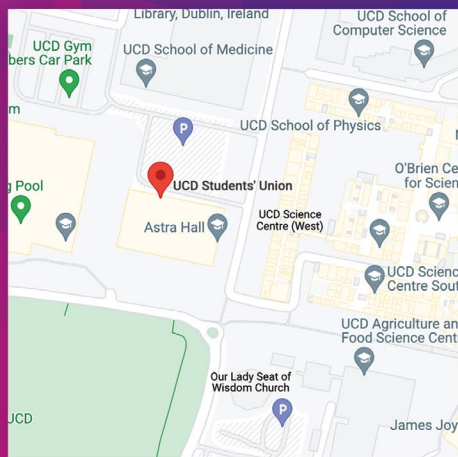 Library, Dublin, Ireland
UCD School of
Computer Science
UCD Gym
bers Car Park
UCD School of Medicine
m
P
UCD School of Physics
O'Brien Ce
for Scien
g Pool
UCD Students' Union
Astra Hall
UCD Science
Centre (West)
UCD Scienc
Centre Sout
UCD Agriculture an
Food Science Cent
Our Lady Seat of
Wisdom Church
P
UCD
James Joy